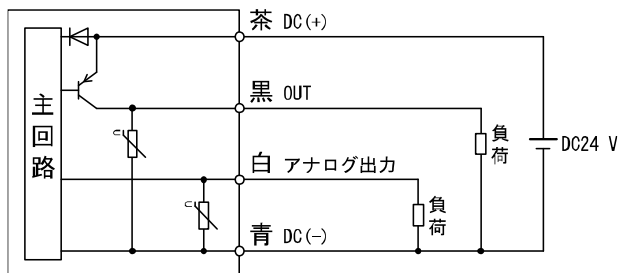 茶 DC(+)
主回路
黒 OUT
負荷
DC24 V
白 アナログ出力
負荷
青 DC(−)